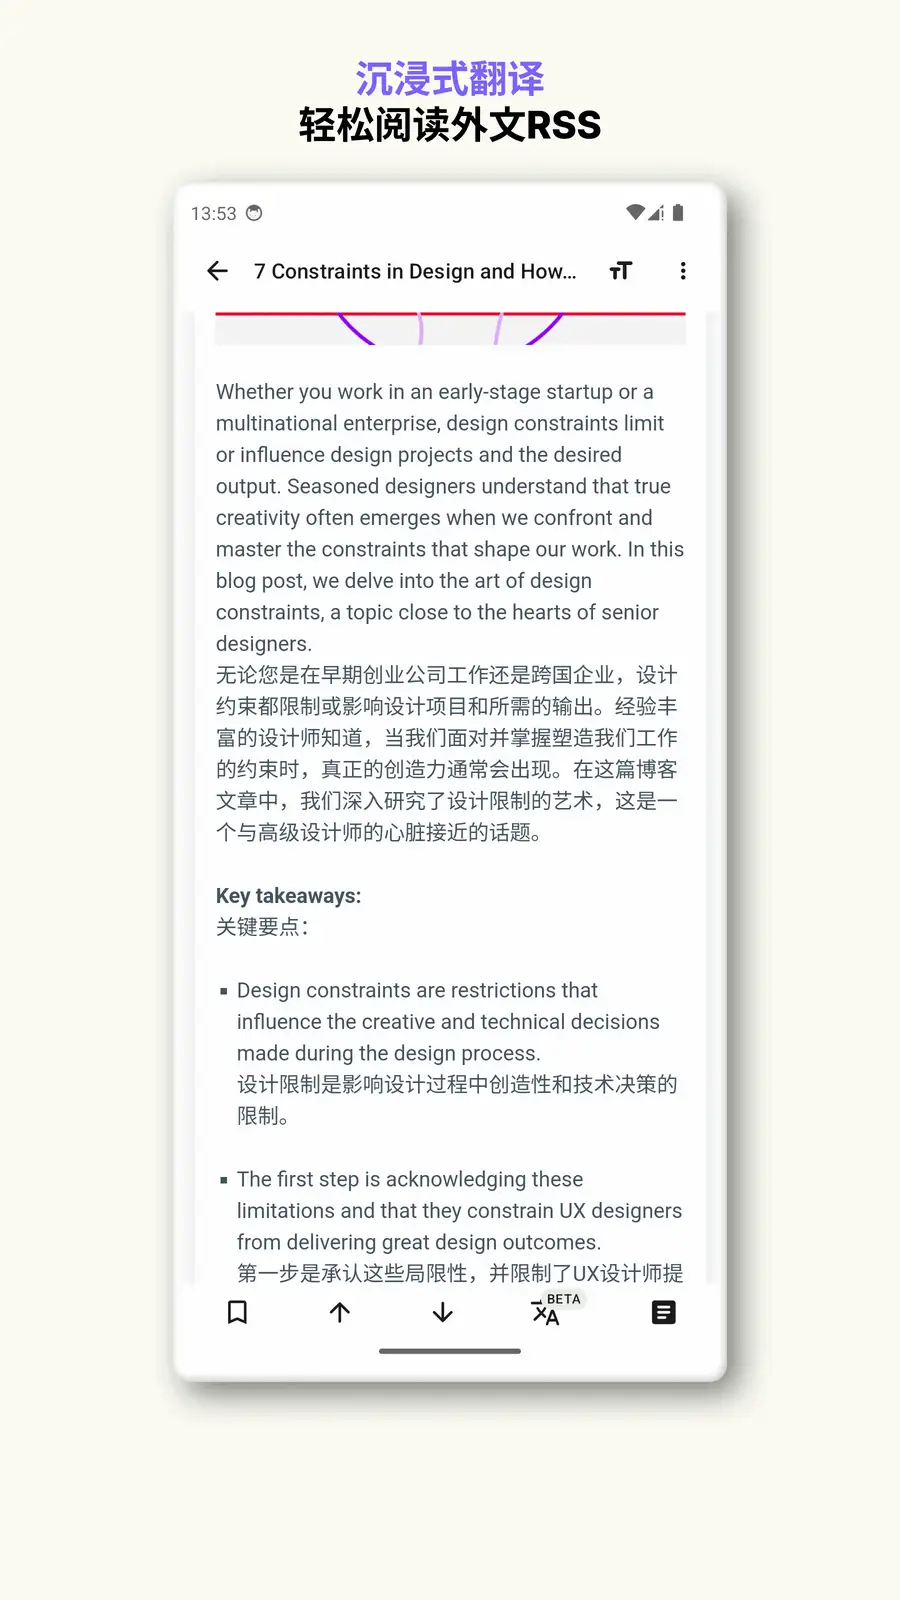 沉浸式翻译
轻松阅读外文RSS
13:53
7 Constraints in Design and How...
Whether you work in an early-stage startup or a
multinational enterprise, design constraints limit
or influence design projects and the desired
output. Seasoned designers understand that true
creativity often emerges when we confront and
master the constraints that shape our work. In this
blog post, we delve into the art of design
constraints, a topic close to the hearts of senior
designers.
无论您是在早期创业公司工作还是跨国企业，设计
约束都限制或影响设计项目和所需的输出。经验丰
富的设计师知道，当我们面对并掌握塑造我们工作
的约束时，真正的创造力通常会出现。在这篇博客
文章中，我们深入研究了设计限制的艺术，这是一
个与高级设计师的心脏接近的话题。
Key takeaways:
关键要点：
▪ Design constraints are restrictions that
influence the creative and technical decisions
made during the design process.
设计限制是影响设计过程中创造性和技术决策的
限制。
▪ The first step is acknowledging these
limitations and that they constrain UX designers
from delivering great design outcomes.
第一步是承认这些局限性，并限制了UX设计师提
BETA